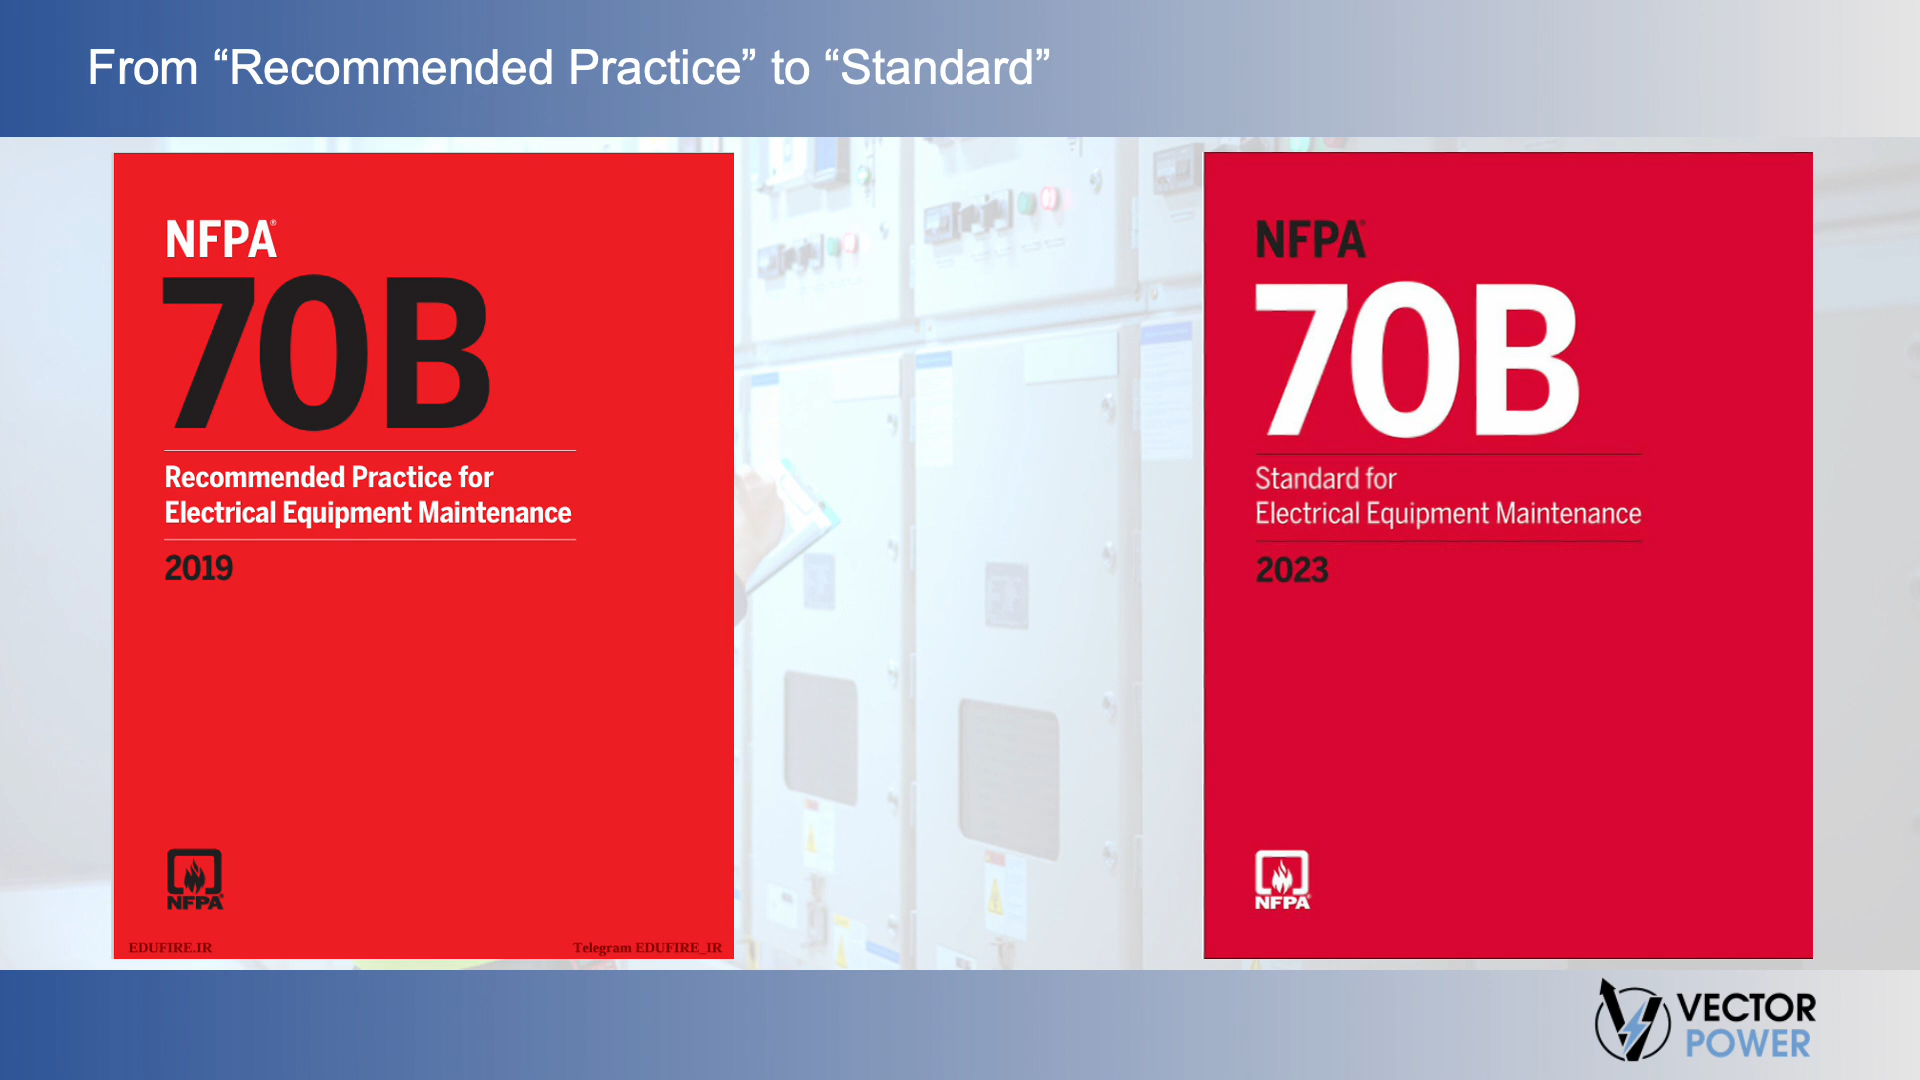 From “Recommended Practice” to “Standard”
NFPA®
70B
Recommended Practice for
Electrical Equipment Maintenance
2019
NFPA
EDUFIRE.IR
Telegram EDUFIRE_IR
NFPA®
70B
Standard for
Electrical Equipment Maintenance
2023
NFPA
VECTOR
POWER